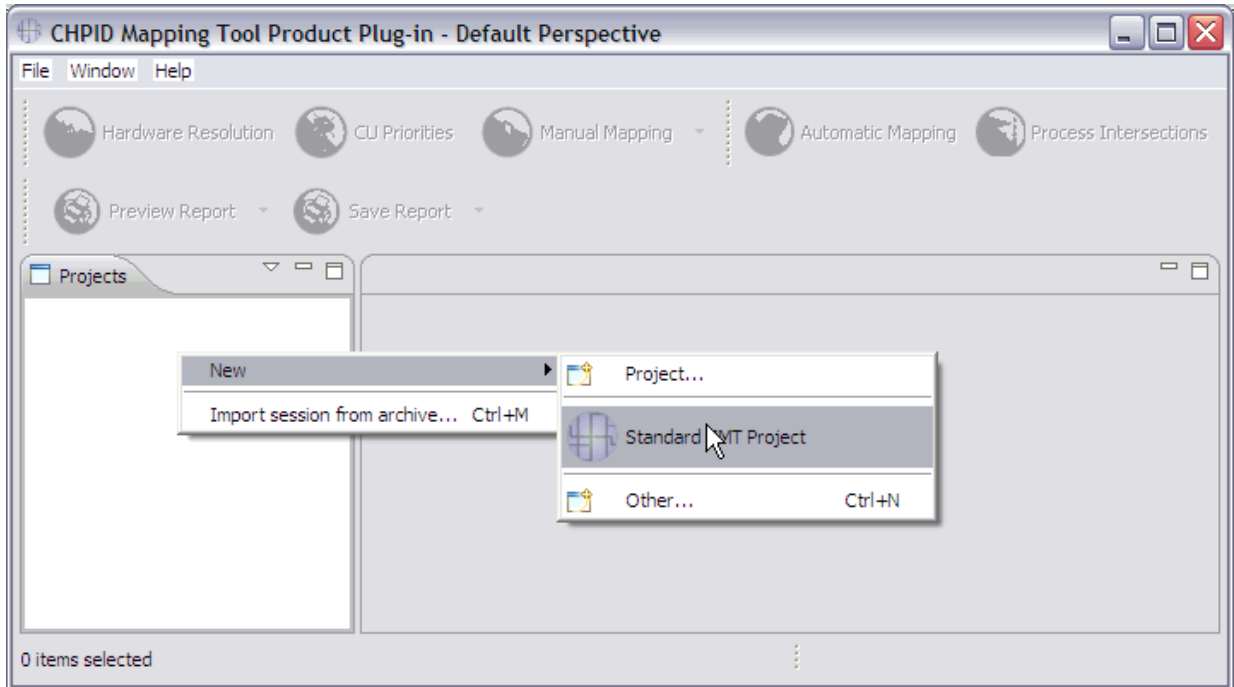 CHPID Mapping Tool Product Plug-in - Default Perspective
File Window Help
Hardware Resolution CU Priorities Manual Mapping Automatic Mapping Process Intersections
Preview Report Save Report
Projects
New
Import session from archive... Ctrl+M
Project...
Standard CMT Project
Other... Ctrl+N
0 items selected